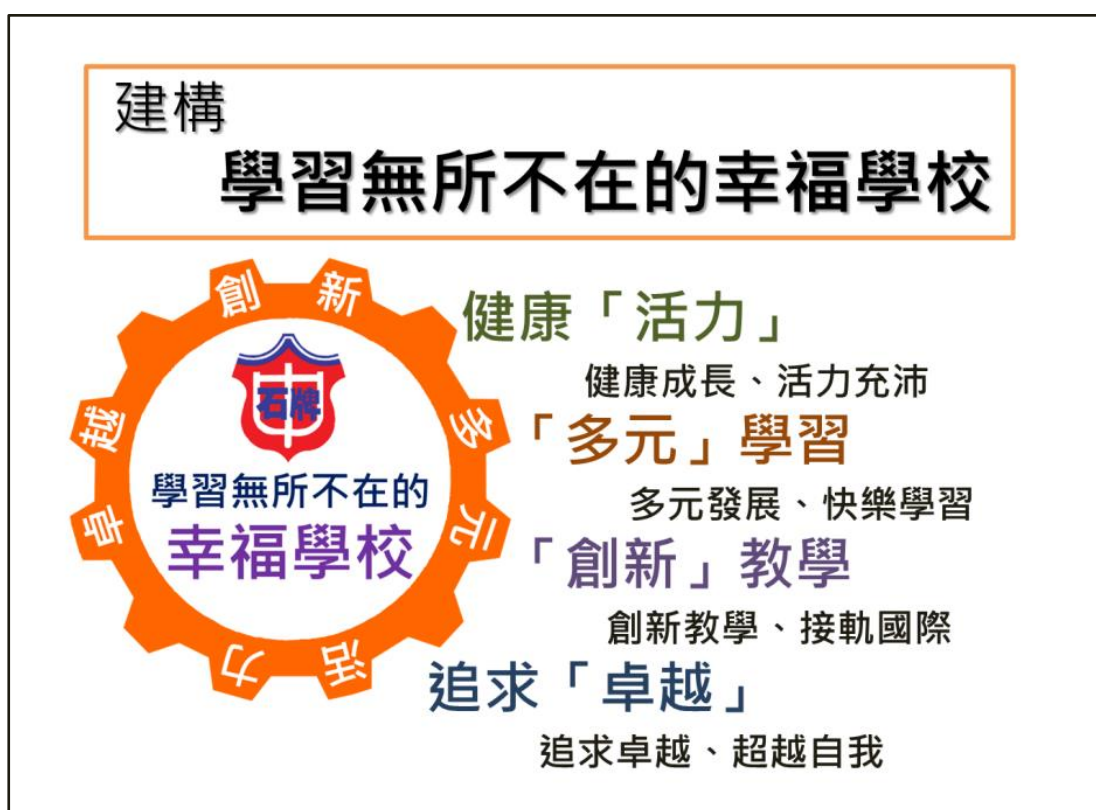 建構
學習無所不在的幸福學校
創新
多元
活力
卓越
中
石牌
學習無所不在的
幸福學校
健康「活力」
健康成長、活力充沛
「多元」學習
多元發展、快樂學習
「創新」教學
創新教學、接軌國際
追求「卓越」
追求卓越、超越自我